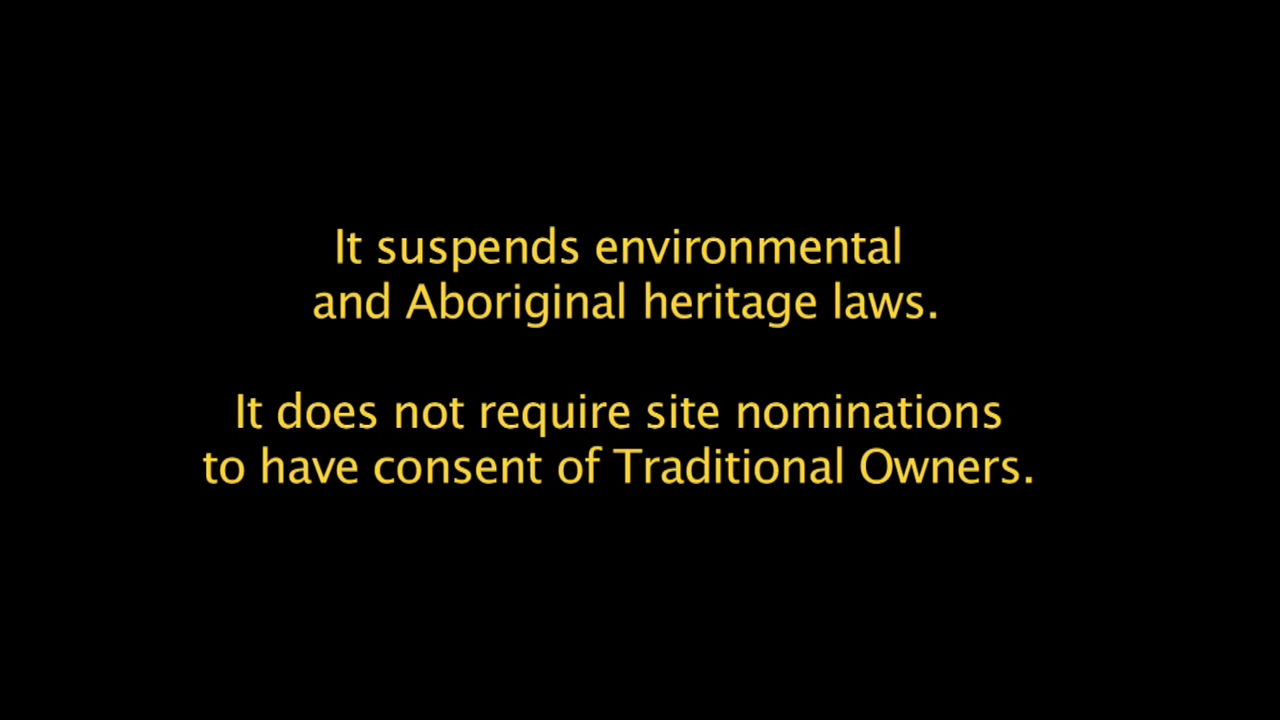 It suspends environmental
and Aboriginal heritage laws.
It does not require site nominations
to have consent of Traditional Owners.